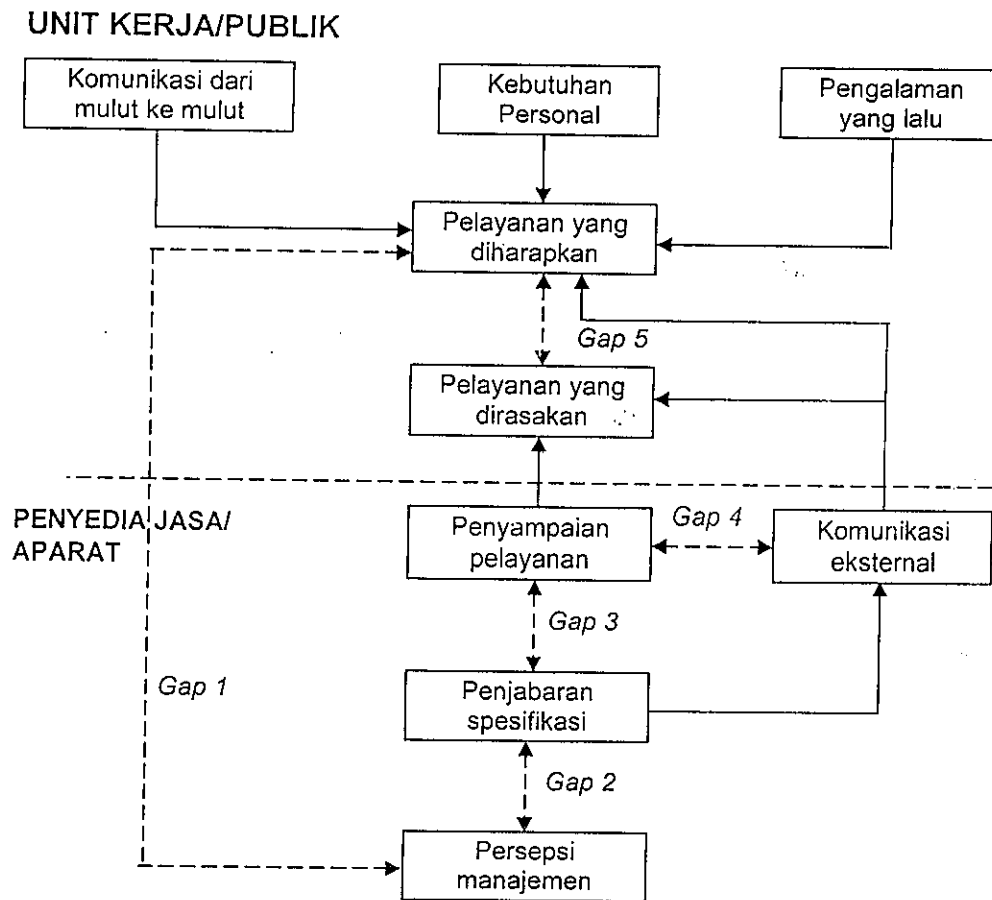 UNIT KERJA/PUBLIK
Komunikasi dari
mulut ke mulut
Kebutuhan
Personal
Pengalaman
yang lalu
Pelayanan yang
diharapkan
Gap 5
Pelayanan yang
dirasakan
PENYEDIA JASA/
APARAT
Penyampaian
pelayanan
Gap 4
Komunikasi
eksternal
Gap 3
Gap 1
Penjabaran
spesifikasi
Gap 2
Persepsi
manajemen